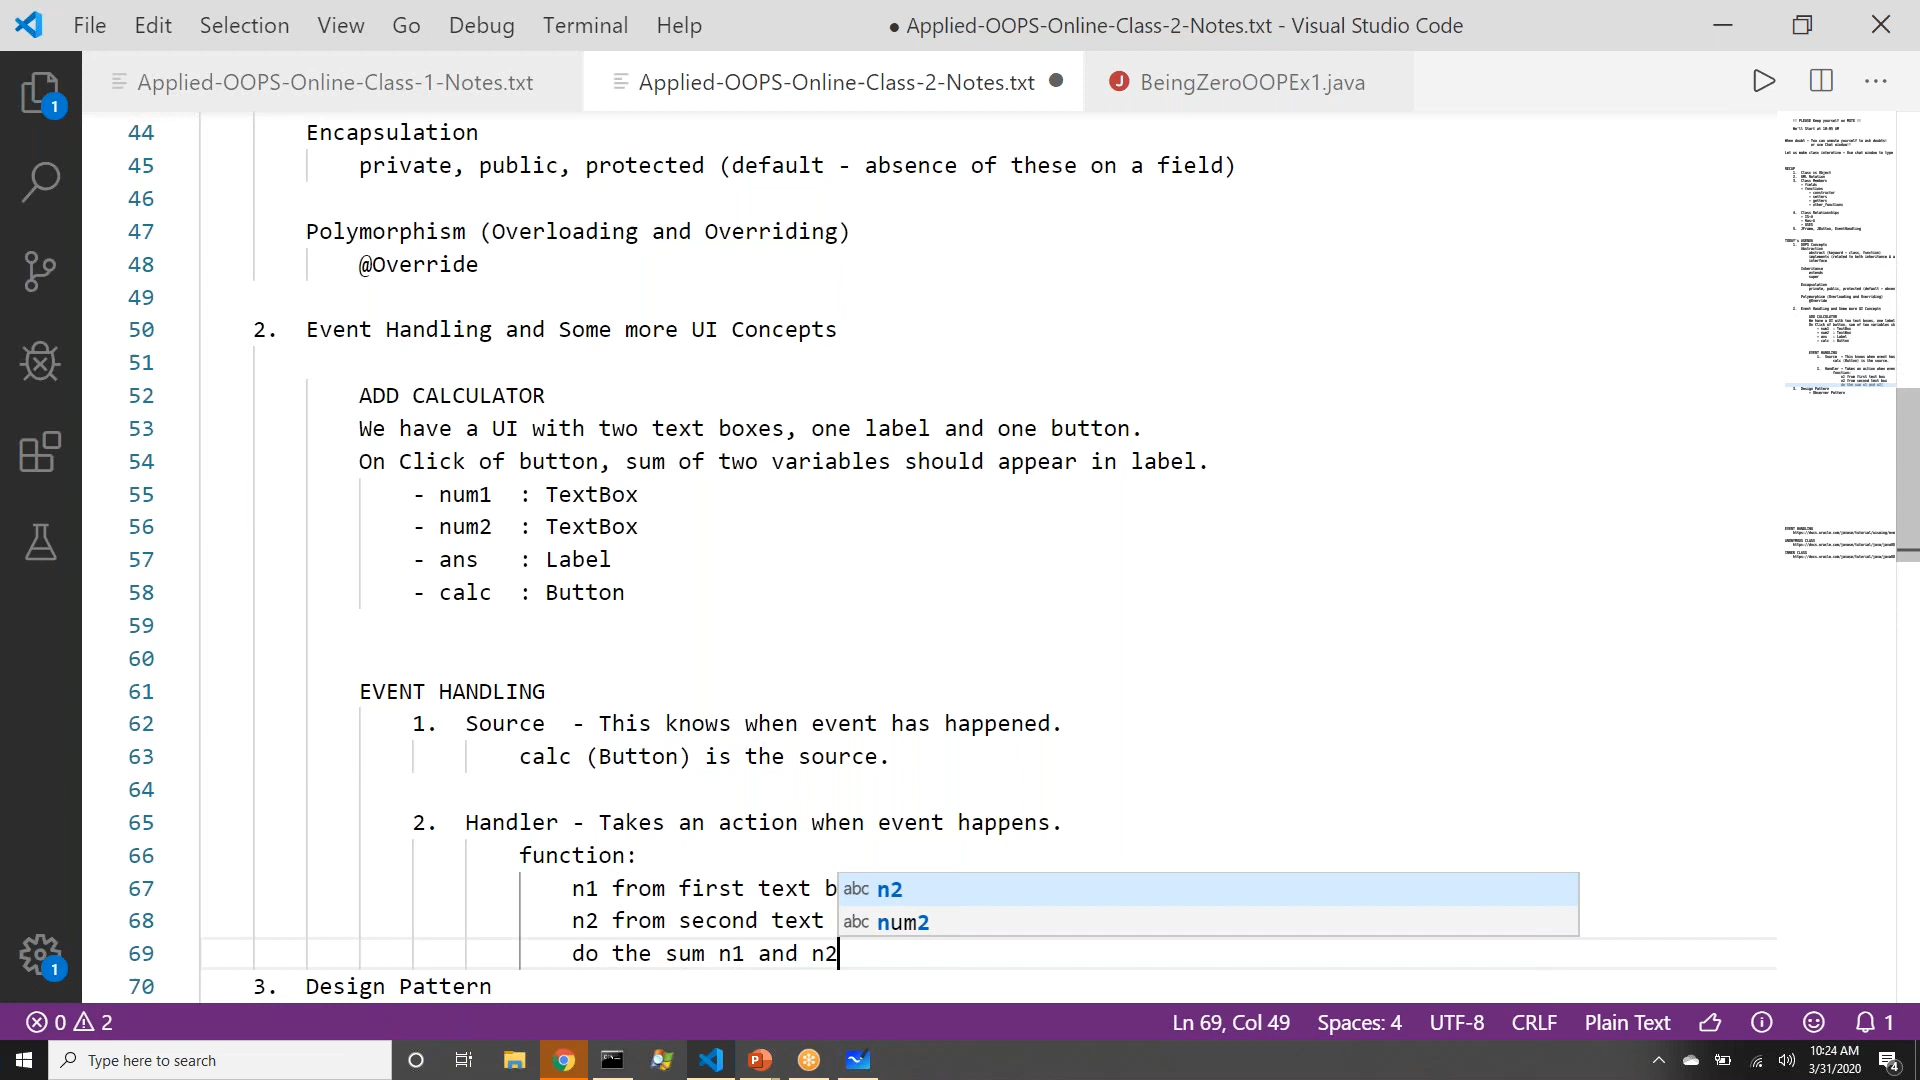 File Edit Selection View Go Debug Terminal Help
● Applied-OOPS-Online-Class-2-Notes.txt - Visual Studio Code
Applied-OOPS-Online-Class-1-Notes.txt
Applied-OOPS-Online-Class-2-Notes.txt
J BeingZeroOOPEx1.java
1
44 Encapsulation
45 private, public, protected (default - absence of these on a field)
46
47 Polymorphism (Overloading and Overriding)
48 @Override
49
50 2. Event Handling and Some more UI Concepts
51
52 ADD CALCULATOR
53 We have a UI with two text boxes, one label and one button.
54 On Click of button, sum of two variables should appear in label.
55 - num1 : TextBox
56 - num2 : TextBox
57 - ans : Label
58 - calc : Button
59
60
61 EVENT HANDLING
62 1. Source - This knows when event has happened.
63 calc (Button) is the source.
64
65 2. Handler - Takes an action when event happens.
66 function:
67 n1 from first text b
abc n2
68 n2 from second text
abc num2
69 do the sum n1 and n2
70 3. Design Pattern
1
0 2
Ln 69, Col 49 Spaces: 4 UTF-8 CRLF Plain Text 1
Type here to search
10:24 AM
3/31/2020
4